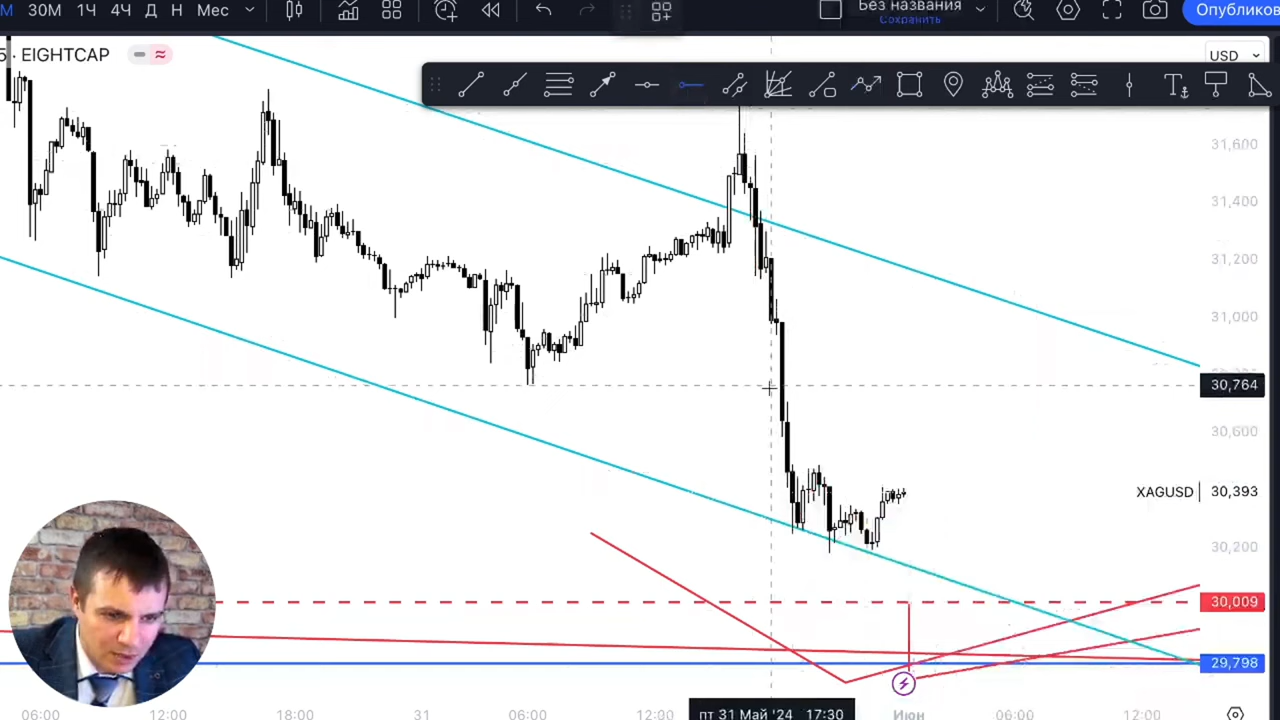 М 30М 1Ч 4Ч Д Н Мес Без названия
Сохранить Опубликов
5 · EIGHTCAP USD
31,600
31,400
31,200
31,000
30,764
30,600
XAGUSD 30,393
30,200
30,009
29,798
06:00 12:00 18:00 31 06:00 12:00 пт 31 Май '24 17:30 Июн 06:00 12:00